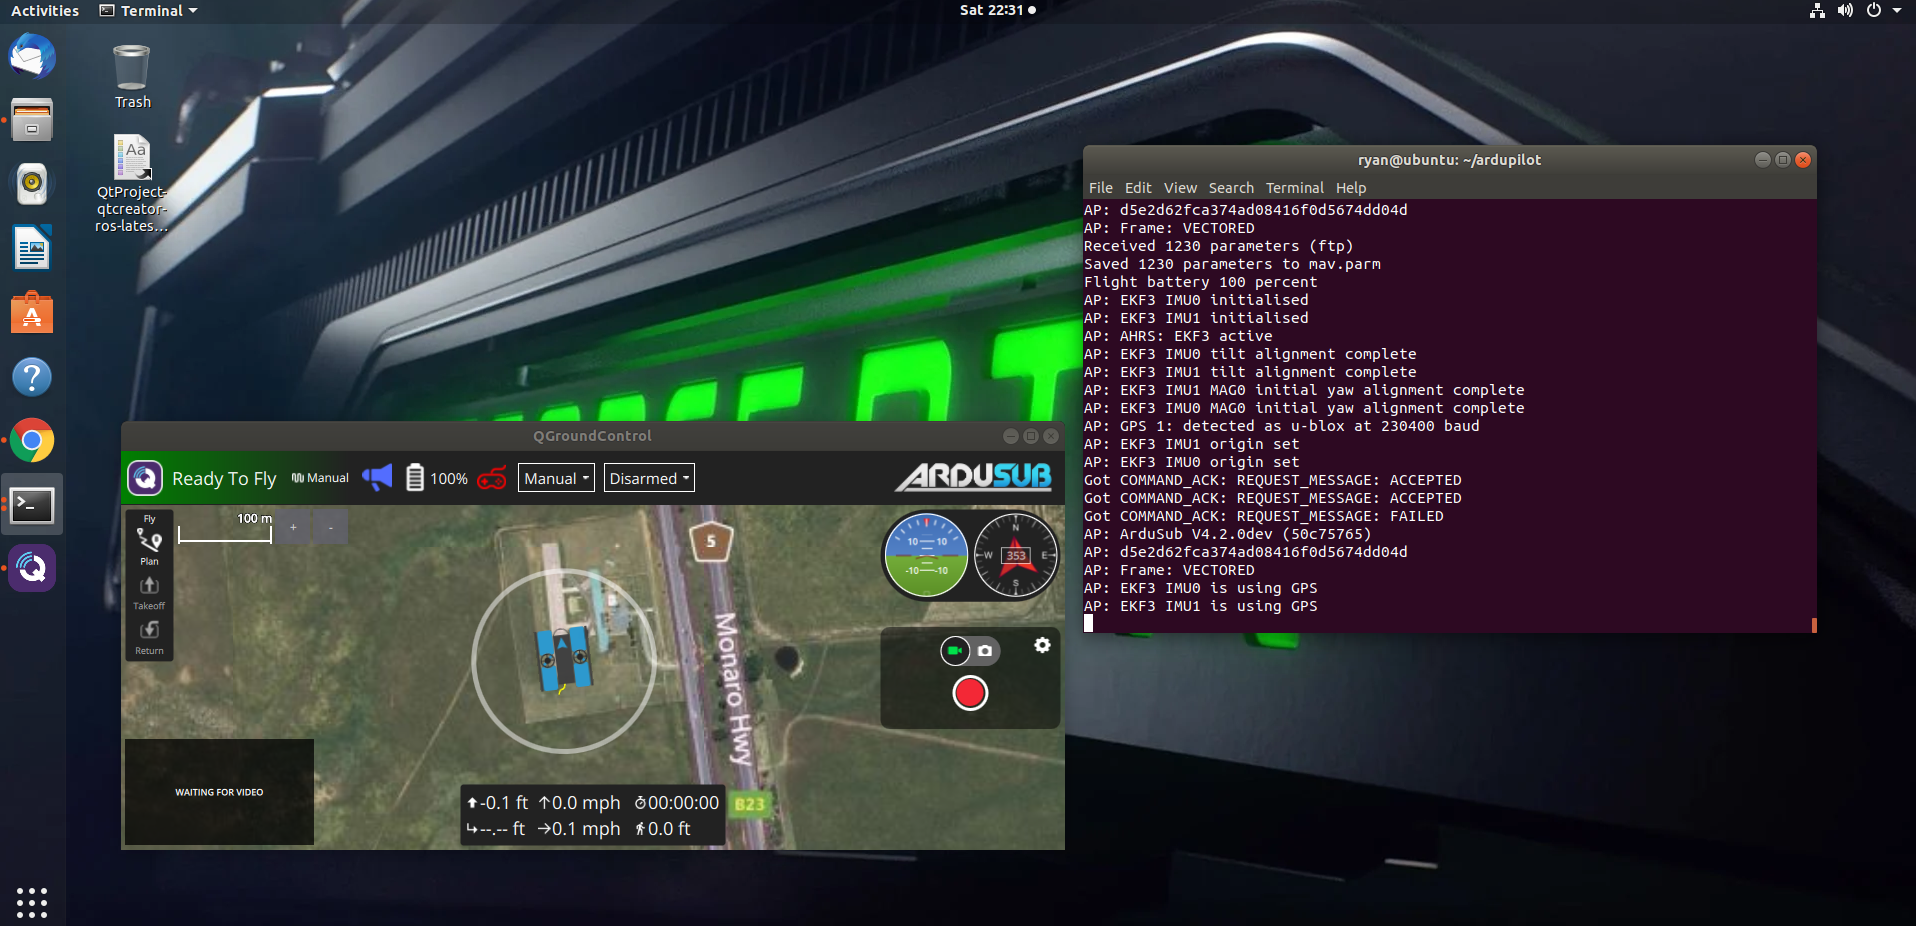 Activities
Terminal
Sat 22:31
Trash
Aa
QtProject-
qtcreator-
ros-lates...
ryan@ubuntu: ~/ardupilot
File Edit View Search Terminal Help
AP: d5e2d62fca374ad08416f0d5674dd04d
AP: Frame: VECTORED
Received 1230 parameters (ftp)
Saved 1230 parameters to mav.parm
Flight battery 100 percent
AP: EKF3 IMU0 initialised
AP: EKF3 IMU1 initialised
AP: AHRS: EKF3 active
AP: EKF3 IMU0 tilt alignment complete
AP: EKF3 IMU1 tilt alignment complete
AP: EKF3 IMU1 MAG0 initial yaw alignment complete
AP: EKF3 IMU0 MAG0 initial yaw alignment complete
AP: GPS 1: detected as u-blox at 230400 baud
AP: EKF3 IMU1 origin set
AP: EKF3 IMU0 origin set
Got COMMAND_ACK: REQUEST_MESSAGE: ACCEPTED
Got COMMAND_ACK: REQUEST_MESSAGE: ACCEPTED
Got COMMAND_ACK: REQUEST_MESSAGE: FAILED
AP: ArduSub V4.2.0dev (50c75765)
AP: d5e2d62fca374ad08416f0d5674dd04d
AP: Frame: VECTORED
AP: EKF3 IMU0 is using GPS
AP: EKF3 IMU1 is using GPS
QGroundControl
Ready To Fly
Manual
100%
Manual
Disarmed
ARDUSUB
Fly
Plan
Takeoff
Return
100 m
+
-
5
Monaro Hwy
B23
10 10
-10 -10
N
W 353 E
S
WAITING FOR VIDEO
-0.1 ft 0.0 mph 00:00:00
--.-- ft 0.1 mph 0.0 ft